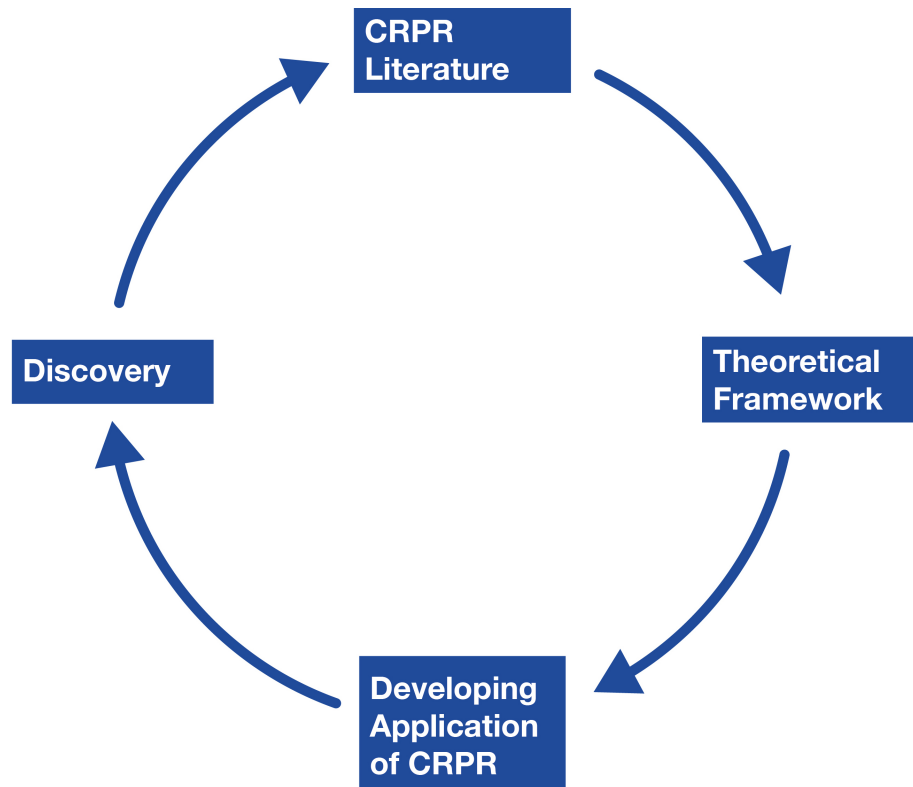 CRPR
Literature
Theoretical
Framework
Developing
Application
of CRPR
Discovery